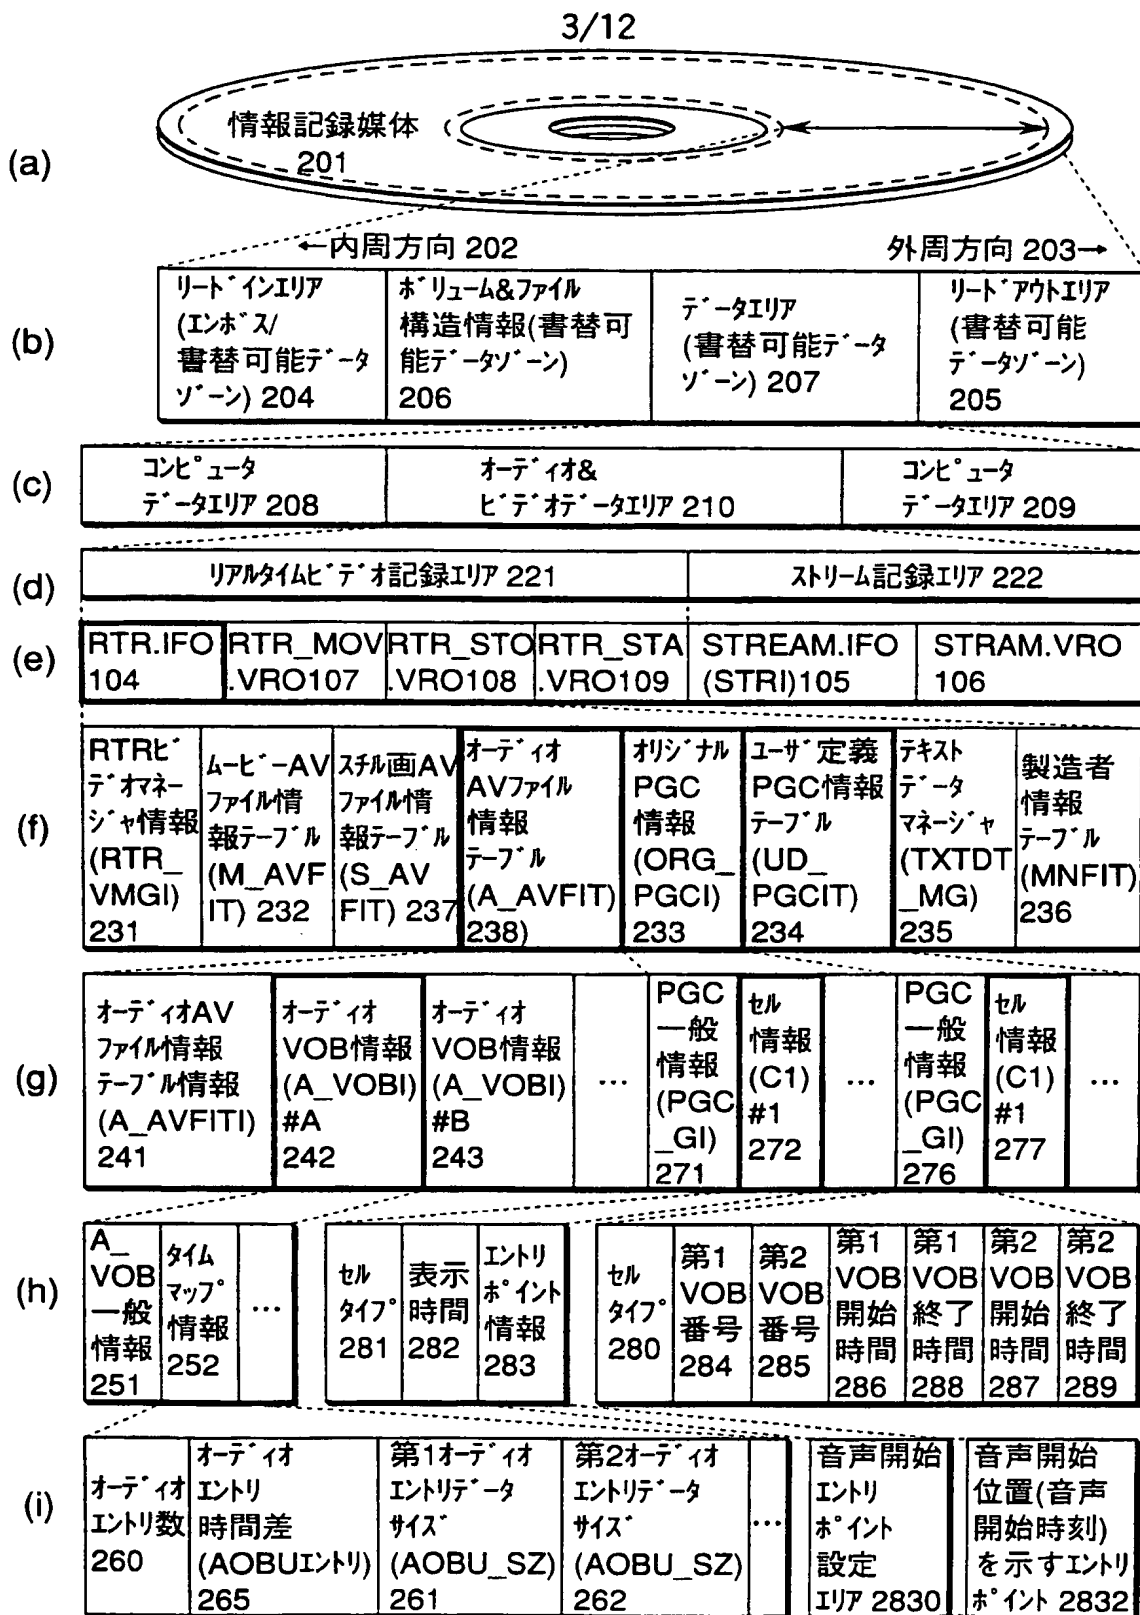 3/12
(a)
情報記録媒体
201
←内周方向 202
外周方向 203→
(b)
リードインエリア
(エンボス/
書替可能データ
ゾーン) 204
ボリューム&ファイル
構造情報(書替可
能データゾーン)
206
データエリア
(書替可能データ
ゾーン) 207
リードアウトエリア
(書替可能
データゾーン)
205
(c)
コンピュータ
データエリア 208
オーディオ&
ビデオデータエリア 210
コンピュータ
データエリア 209
(d)
リアルタイムビデオ記録エリア 221
ストリーム記録エリア 222
(e)
RTR.IFO
104
RTR_MOV
.VRO107
RTR_STO
.VRO108
RTR_STA
.VRO109
STREAM.IFO
(STRI)105
STRAM.VRO
106
(f)
RTRビ
デオマネー
ジャ情報
(RTR_
VMGI)
231
ムービーAV
ファイル情
報テーブル
(M_AVF
IT) 232
スチル画AV
ファイル情
報テーブル
(S_AV
FIT) 237
オーディオ
AVファイル
情報
テーブル
(A_AVFIT)
238)
オリジナル
PGC
情報
(ORG_
PGCI)
233
ユーザ定義
PGC情報
テーブル
(UD_
PGCIT)
234
テキスト
データ
マネージャ
(TXTDT
_MG)
235
製造者
情報
テーブル
(MNFIT)
236
(g)
オーディオAV
ファイル情報
テーブル情報
(A_AVFITI)
241
オーディオ
VOB情報
(A_VOBI)
#A
242
オーディオ
VOB情報
(A_VOBI)
#B
243
…
PGC
一般
情報
(PGC
_GI)
271
セル
情報
(C1)
#1
272
…
PGC
一般
情報
(PGC
_GI)
276
セル
情報
(C1)
#1
277
…
(h)
A_
VOB
一般
情報
251
タイム
マップ
情報
252
…
セル
タイプ
281
表示
時間
282
エントリ
ポイント
情報
283
セル
タイプ
280
第1
VOB
番号
284
第2
VOB
番号
285
第1
VOB
開始
時間
286
第1
VOB
終了
時間
288
第2
VOB
開始
時間
287
第2
VOB
終了
時間
289
(i)
オーディオ
エントリ数
260
オーディオ
エントリ
時間差
(AOBUエントリ)
265
第1オーディオ
エントリデータ
サイズ
(AOBU_SZ)
261
第2オーディオ
エントリデータ
サイズ
(AOBU_SZ)
262
…
音声開始
エントリ
ポイント
設定
エリア 2830
音声開始
位置(音声
開始時刻)
を示すエントリ
ポイント 2832